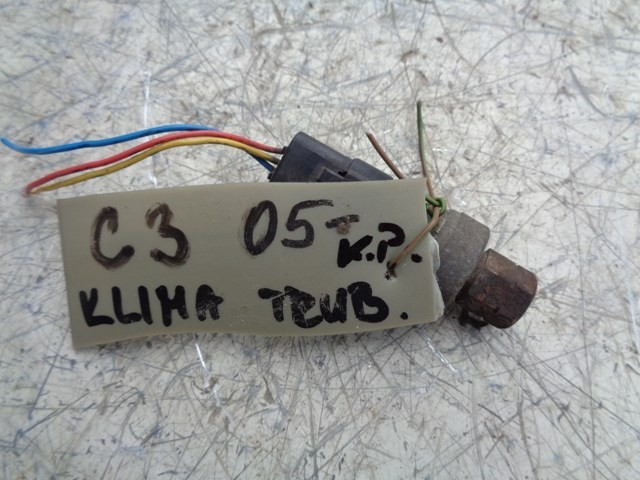 C3 05-
K.P.
KLIMA TRUB.